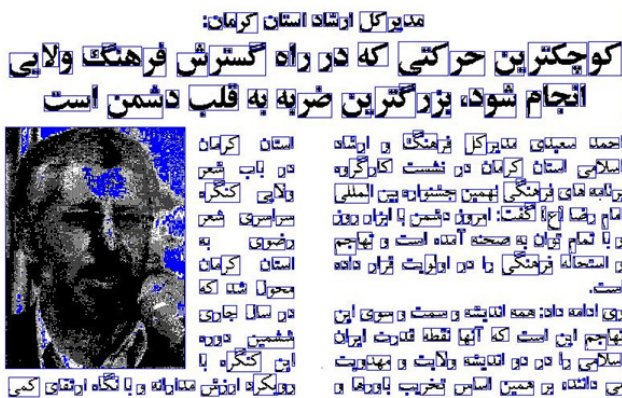 مدیر کل ارشاد استان کرمان:
کوچکترین حرکتی که در راه گسترش فرهنگ ولایی
انجام شود، بزرگترین ضربه به قلب دشمن است
احمد سعیدی مدیر کل فرهنگ و ارشاد
اسلامی استان کرمان در نشست کارگروه
برنامه های فرهنگی نهمین جشنواره بین المللی
امام رضا (ع) گفت: امروز دشمن با ابزار روز
و با تمام توان به صحنه آمده است و تهاجم
و استحاله فرهنگی را در اولویت قرار داده
است.
وی ادامه داد: همه اندیشه و سمت و سوی این
تهاجم این است که آنها نقطه قدرت ایران
اسلامی را در دو اندیشه ولایت و مهدویت
می دانند، بر همین اساس تخریب باورها و
استان کرمان
در باب شعر
ولایی کنگره
سراسری شعر
رضوی به
استان کرمان
محول شد که
در سال جاری
ششمین دوره
این کنگره با
رویکرد ارزش مدارانه و با نگاه ارتقای کمی